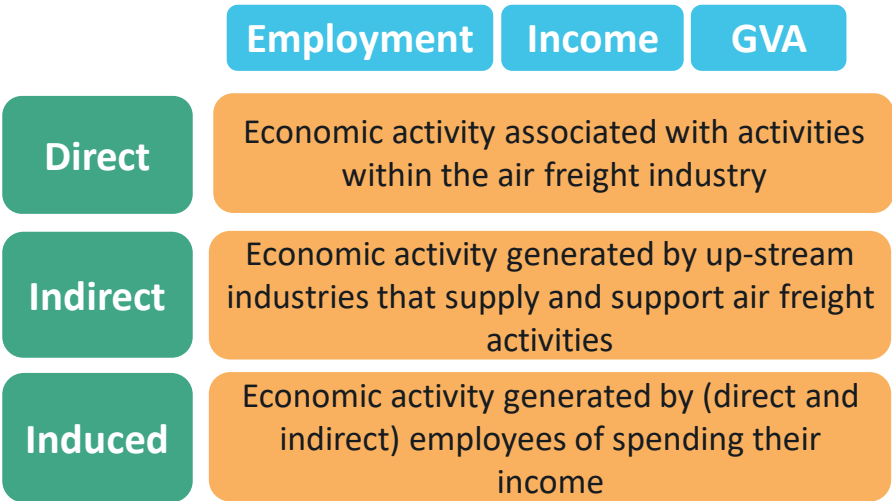 Employment Income GVA
Direct
Economic activity associated with activities
within the air freight industry
Indirect
Economic activity generated by up-stream
industries that supply and support air freight
activities
Induced
Economic activity generated by (direct and
indirect) employees of spending their
income